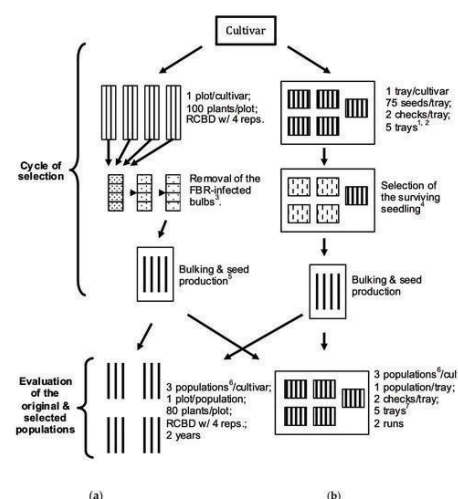 Cultivar
1 plot/cultivar;
100 plants/plot;
RCBD w/ 4 reps.
1 tray/cultivar
75 seeds/tray;
2 checks/tray;
5 trays1, 2
Cycle of
selection
Removal of the
FBR-infected
bulbs3.
Selection of
the surviving
seedling4
Bulking & seed
production5
Bulking & seed
production
Evaluation of
the original &
selected
populations
3 populations6/cultivar;
1 plot/population;
80 plants/plot;
RCBD w/ 4 reps.;
2 years
3 populations6/cul
1 population/tray;
2 checks/tray;
5 trays7
2 runs
(a)
(b)